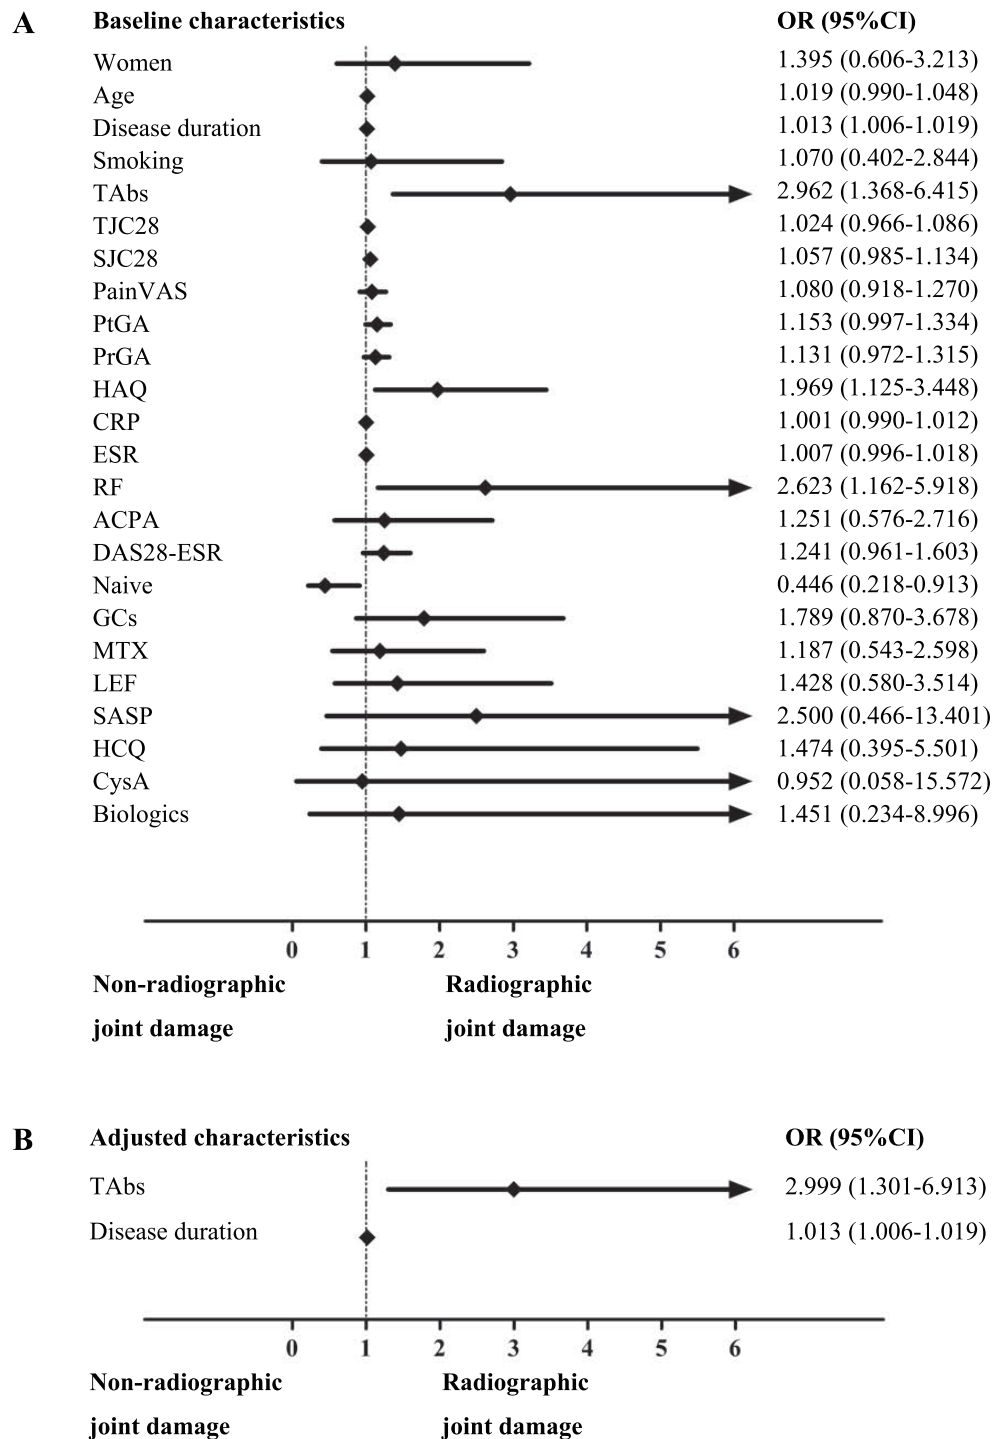 A Baseline characteristics OR (95%CI)
Women 1.395 (0.606-3.213)
Age 1.019 (0.990-1.048)
Disease duration 1.013 (1.006-1.019)
Smoking 1.070 (0.402-2.844)
TAbs 2.962 (1.368-6.415)
TJC28 1.024 (0.966-1.086)
SJC28 1.057 (0.985-1.134)
PainVAS 1.080 (0.918-1.270)
PtGA 1.153 (0.997-1.334)
PrGA 1.131 (0.972-1.315)
HAQ 1.969 (1.125-3.448)
CRP 1.001 (0.990-1.012)
ESR 1.007 (0.996-1.018)
RF 2.623 (1.162-5.918)
ACPA 1.251 (0.576-2.716)
DAS28-ESR 1.241 (0.961-1.603)
Naive 0.446 (0.218-0.913)
GCs 1.789 (0.870-3.678)
MTX 1.187 (0.543-2.598)
LEF 1.428 (0.580-3.514)
SASP 2.500 (0.466-13.401)
HCQ 1.474 (0.395-5.501)
CysA 0.952 (0.058-15.572)
Biologics 1.451 (0.234-8.996)
0 1 2 3 4 5 6
Non-radiographic Radiographic
joint damage joint damage
B Adjusted characteristics OR (95%CI)
TAbs 2.999 (1.301-6.913)
Disease duration 1.013 (1.006-1.019)
0 1 2 3 4 5 6
Non-radiographic Radiographic
joint damage joint damage